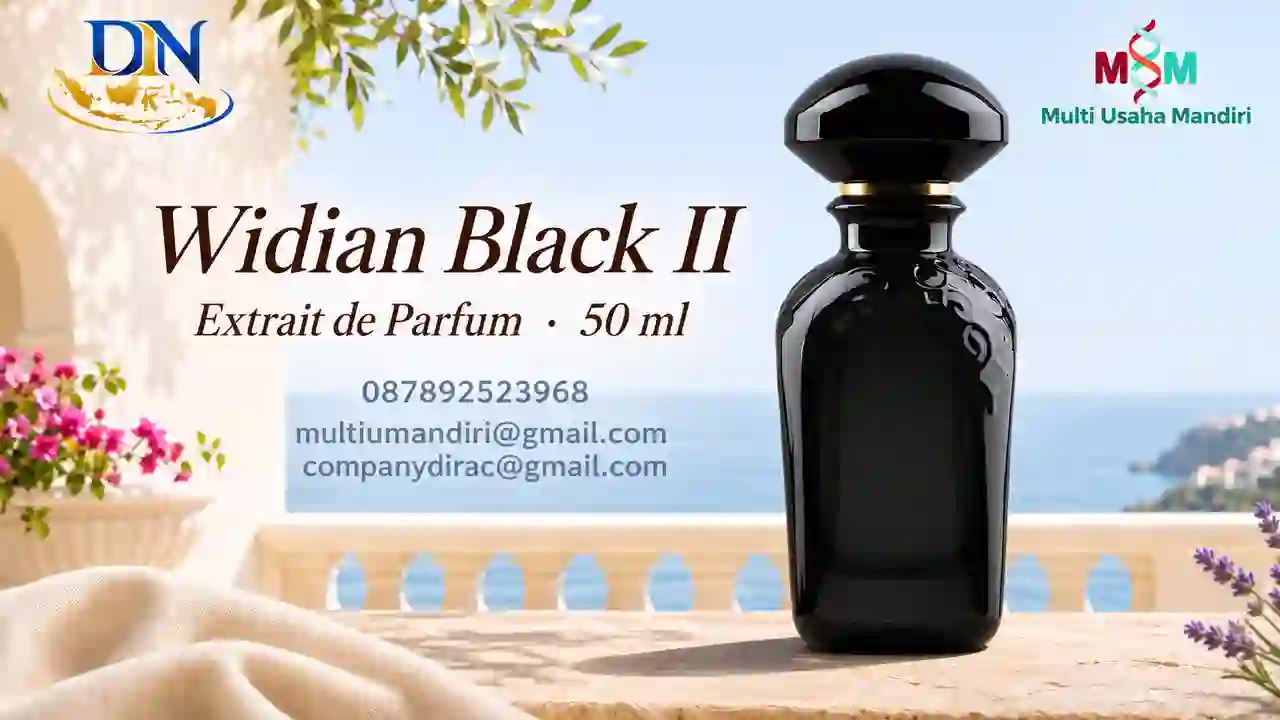 DIN
MSM
Multi Usaha Mandiri
Widian Black II
Extrait de Parfum · 50 ml
087892523968
multiumandiri@gmail.com
companydirac@gmail.com